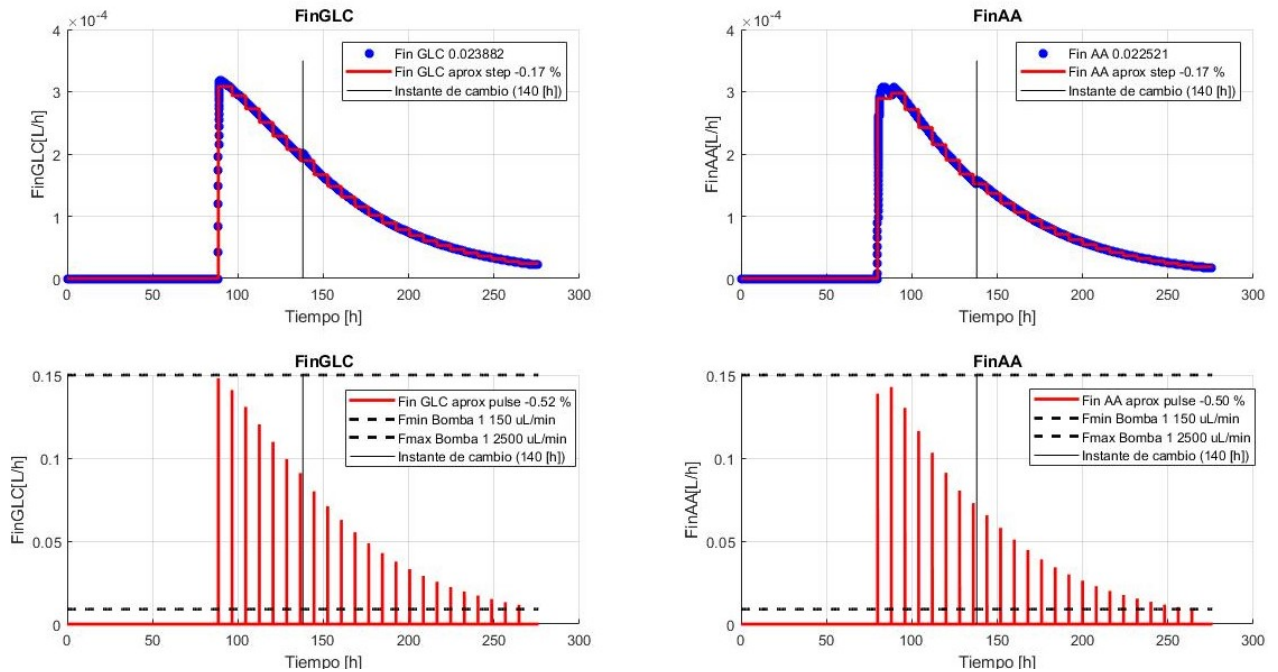 FinGLC
×10⁻⁴
4
3
2
1
0
FinGLC[L/h]
Fin GLC 0.023882
Fin GLC aprox step -0.17 %
Instante de cambio (140 [h])
0 50 100 150 200 250 300
Tiempo [h]
FinAA
×10⁻⁴
4
3
2
1
0
FinAA[L/h]
Fin AA 0.022521
Fin AA aprox step -0.17 %
Instante de cambio (140 [h])
0 50 100 150 200 250 300
Tiempo [h]
FinGLC
0.15
0.1
0.05
0
FinGLC[L/h]
Fin GLC aprox pulse -0.52 %
Fmin Bomba 1 150 uL/min
Fmax Bomba 1 2500 uL/min
Instante de cambio (140 [h])
0 50 100 150 200 250 300
Tiempo [h]
FinAA
0.15
0.1
0.05
0
FinAA[L/h]
Fin AA aprox pulse -0.50 %
Fmin Bomba 1 150 uL/min
Fmax Bomba 1 2500 uL/min
Instante de cambio (140 [h])
0 50 100 150 200 250 300
Tiempo [h]